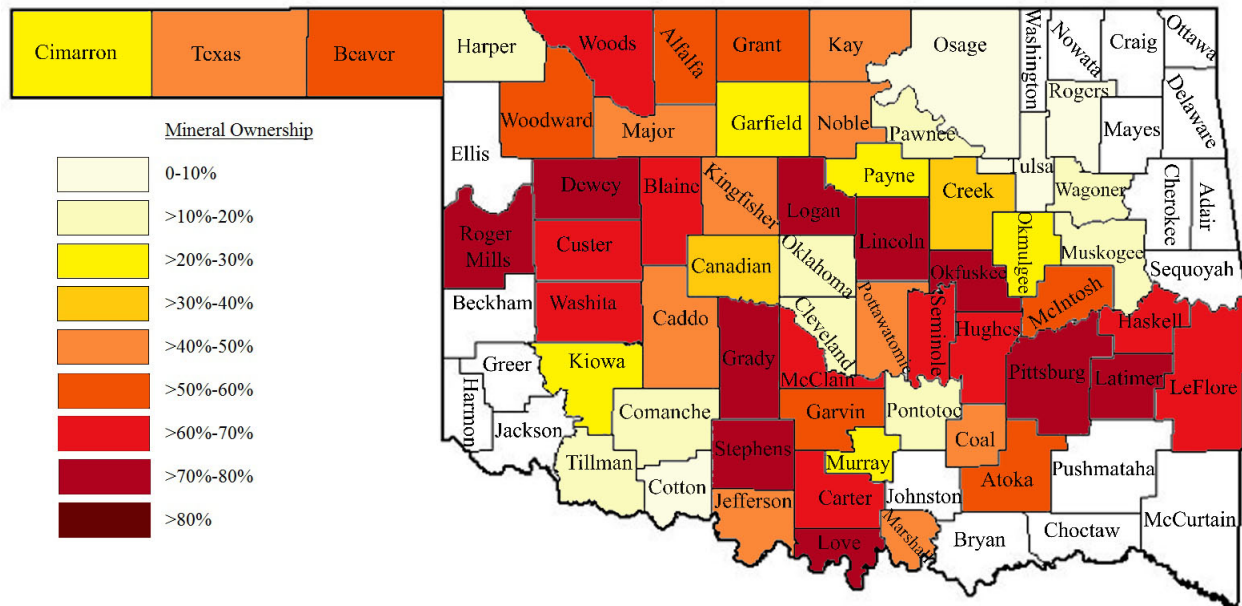 Cimarron
Texas
Beaver
Harper
Woods
Alfalfa
Grant
Kay
Osage
Washington
Nowata
Craig
Ottawa
Mineral Ownership
0-10%
>10%-20%
>20%-30%
>30%-40%
>40%-50%
>50%-60%
>60%-70%
>70%-80%
>80%
Woodward
Major
Garfield
Noble
Pawnee
Rogers
Mayes
Delaware
Ellis
Dewey
Blaine
Kingfisher
Logan
Payne
Creek
Tulsa
Wagoner
Cherokee
Adair
Roger
Mills
Custer
Canadian
Oklahoma
Lincoln
Okfuskee
Okmulgee
Muskogee
Sequoyah
Beckham
Washita
Caddo
Grady
Cleveland
Pottawatomie
Seminole
Hughes
McIntosh
Haskell
Greer
Kiowa
McClain
Pittsburg
Latimer
LeFlore
Harmon
Jackson
Comanche
Garvin
Pontotoc
Coal
Tillman
Cotton
Stephens
Murray
Atoka
Pushmataha
Jefferson
Carter
Johnston
McCurtain
Love
Marshall
Bryan
Choctaw